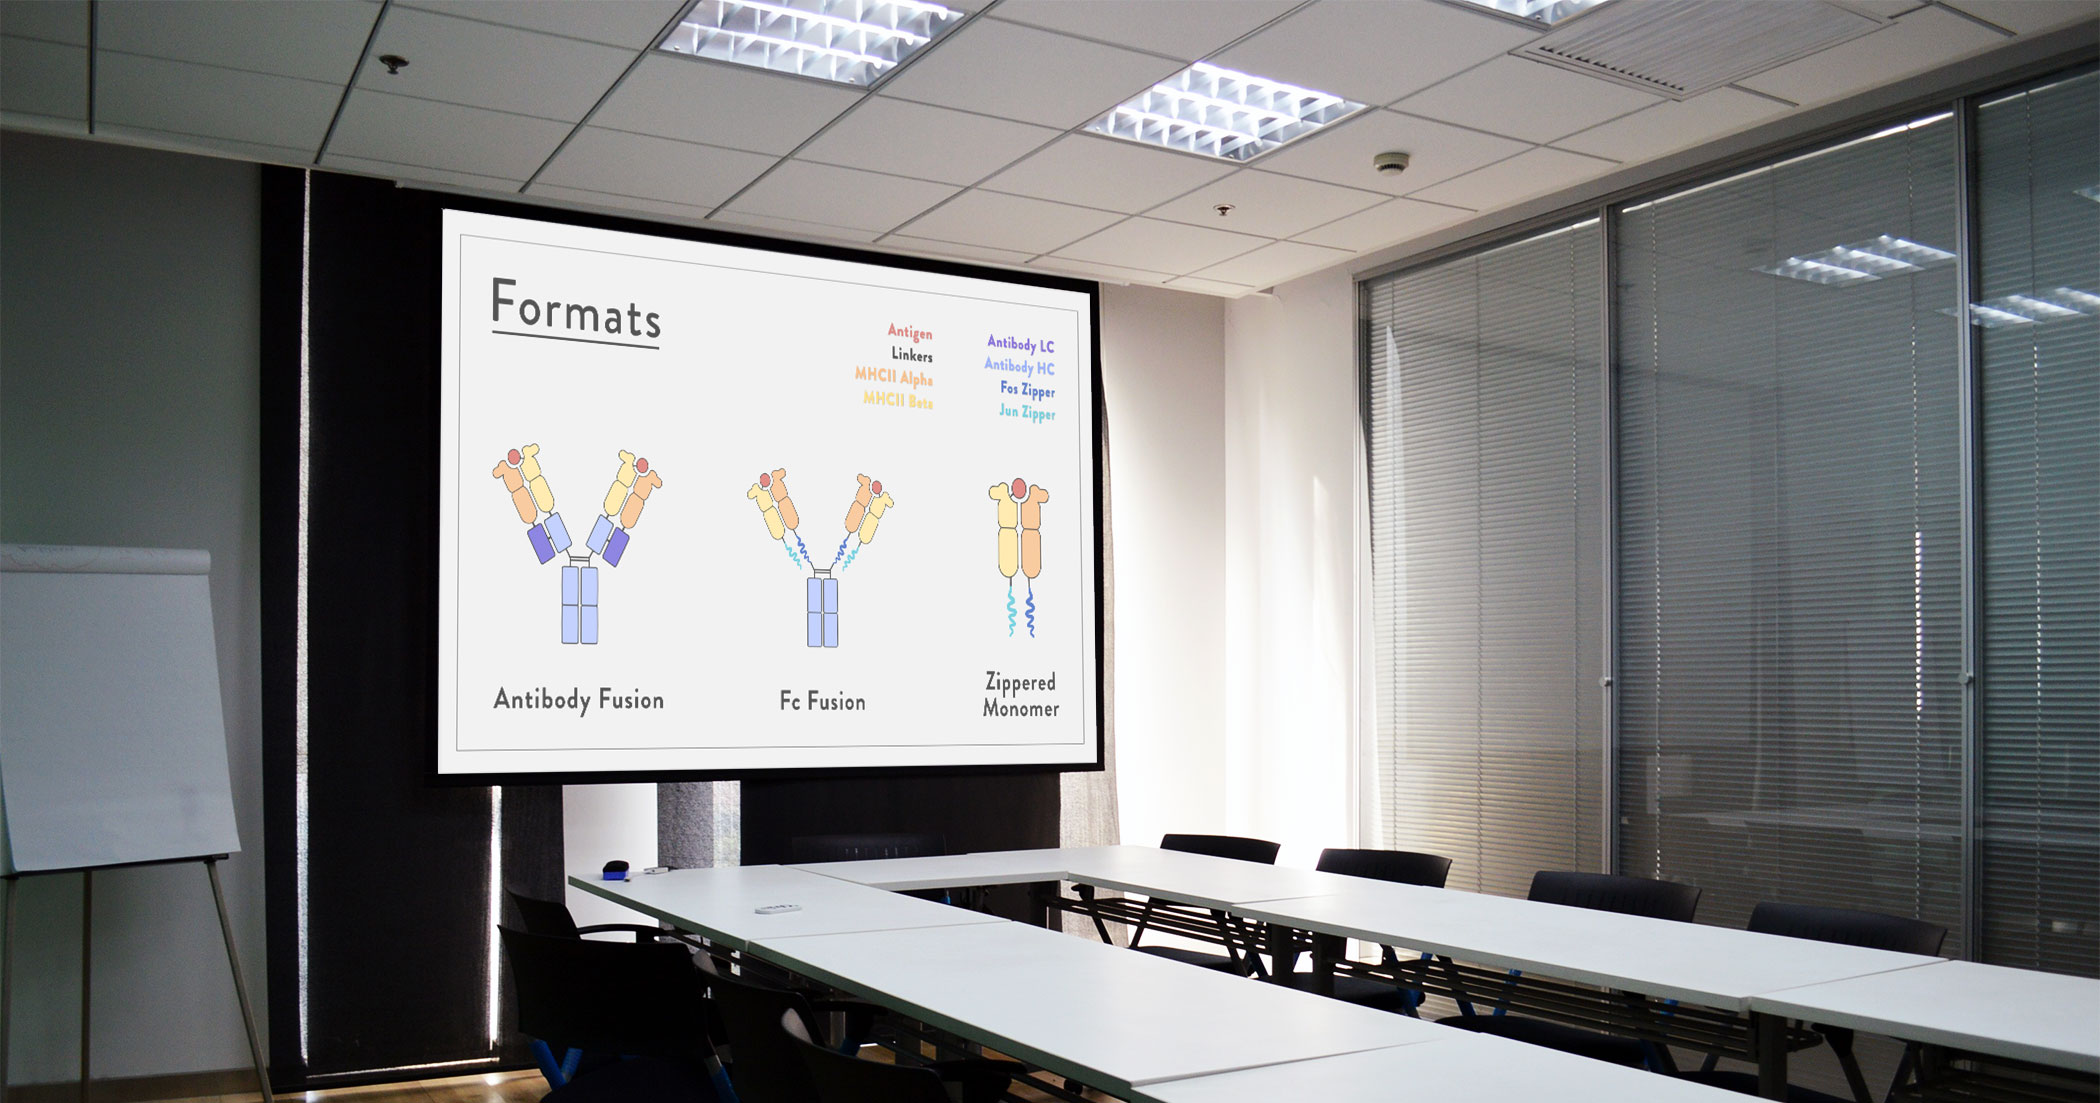 Formats
Antigen
Linkers
MHCII Alpha
MHCII Beta
Antibody LC
Antibody HC
Fos Zipper
Jun Zipper
Antibody Fusion
Fc Fusion
Zippered
Monomer